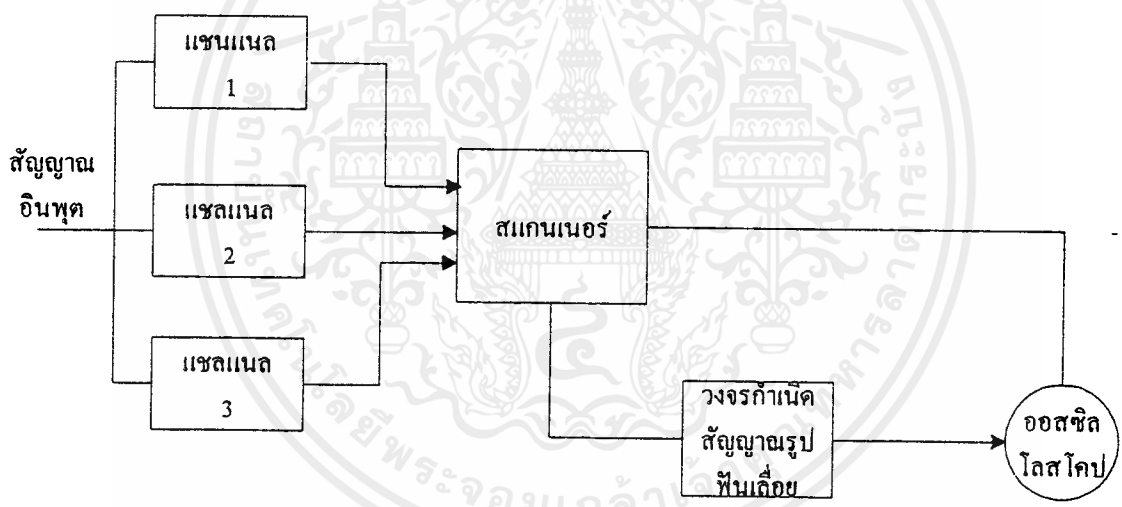 แชนแนล
1
สัญญาณ
อินพุต
แชลแนล
2
แชลแนล
3
สแกนเนอร์
วงจรกำเนิด
สัญญาณรูป
ฟันเลื่อย
ออสซิล
โลสโคป